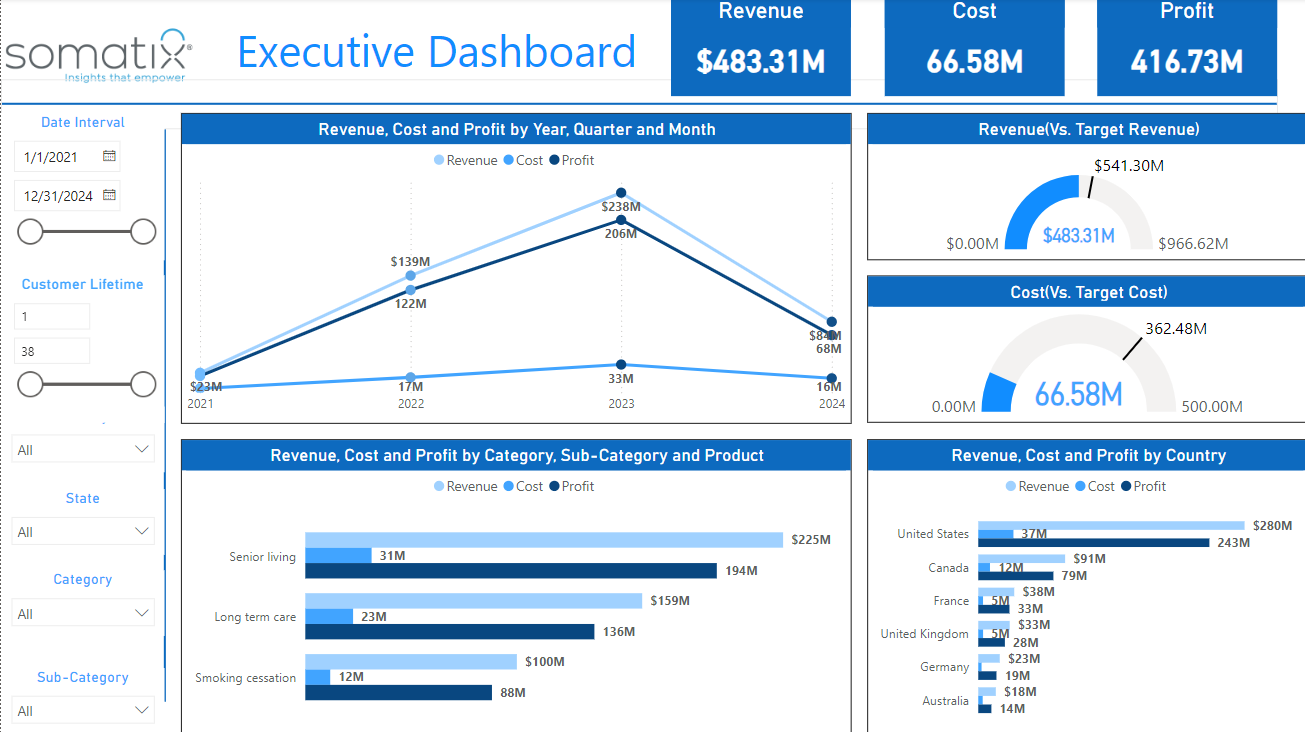 somatix®
Insights that empower
Executive Dashboard
Revenue
$483.31M
Cost
66.58M
Profit
416.73M
Date Interval
1/1/2021
12/31/2024
Customer Lifetime
1
38
All
State
All
Category
All
Sub-Category
All
Revenue, Cost and Profit by Year, Quarter and Month
Revenue Cost Profit
$238M
206M
$139M
122M
$84M
68M
$23M
17M
33M
16M
2021 2022 2023 2024
Revenue(Vs. Target Revenue)
$541.30M
$483.31M
$0.00M
$966.62M
Cost(Vs. Target Cost)
362.48M
66.58M
0.00M
500.00M
Revenue, Cost and Profit by Category, Sub-Category and Product
Revenue Cost Profit
$225M
Senior living 31M
194M
$159M
Long term care 23M
136M
$100M
Smoking cessation 12M
88M
Revenue, Cost and Profit by Country
Revenue Cost Profit
$280M
United States 37M
243M
$91M
Canada 12M
79M
$38M
France 5M
33M
$33M
United Kingdom 5M
28M
$23M
Germany
19M
$18M
Australia
14M